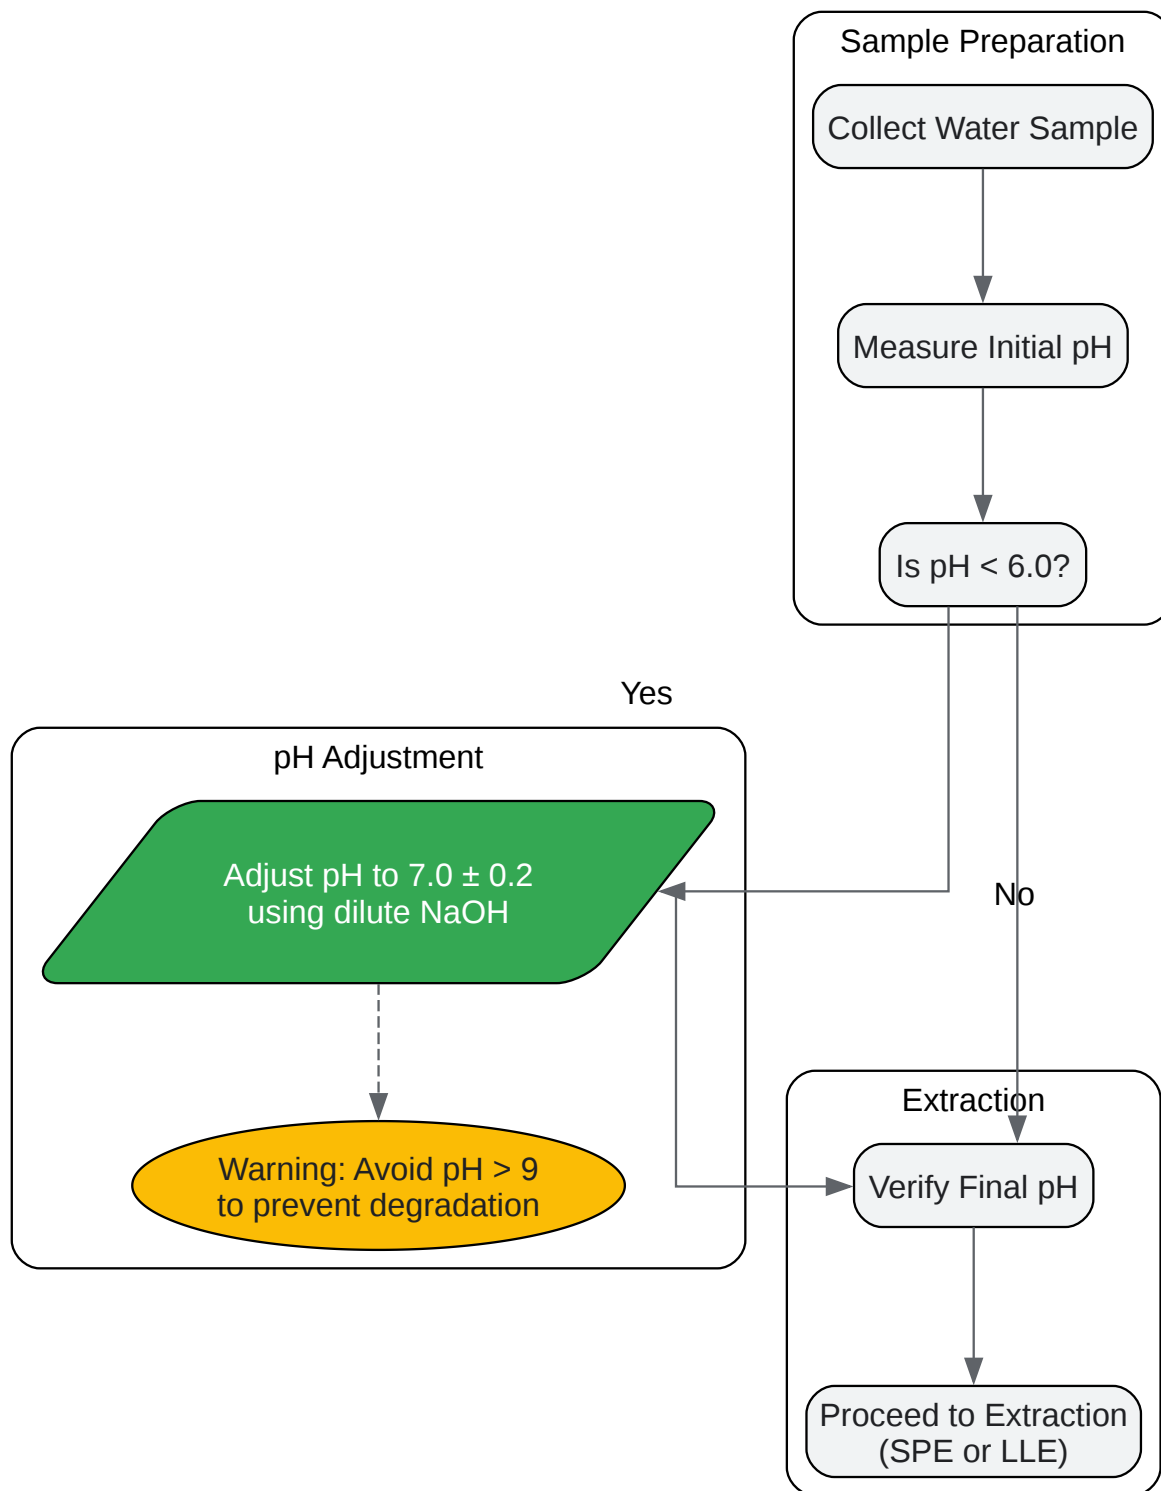 Sample Preparation
Collect Water Sample
Measure Initial pH
Is pH < 6.0?
Yes
pH Adjustment
Adjust pH to 7.0 ± 0.2
using dilute NaOH
No
Warning: Avoid pH > 9
to prevent degradation
Extraction
Verify Final pH
Proceed to Extraction
(SPE or LLE)